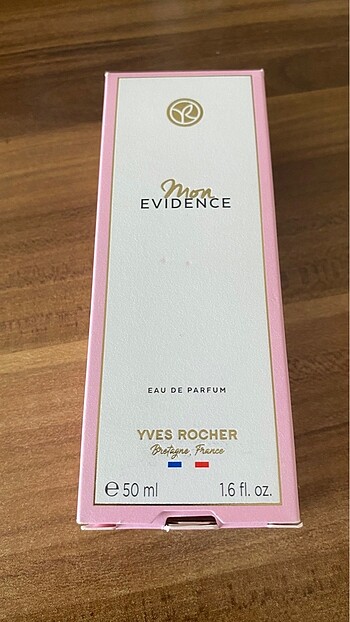 Mon
EVIDENCE
EAU DE PARFUM
YVES ROCHER
Bretagne, France
℮ 50 ml 1.6 fl. oz.